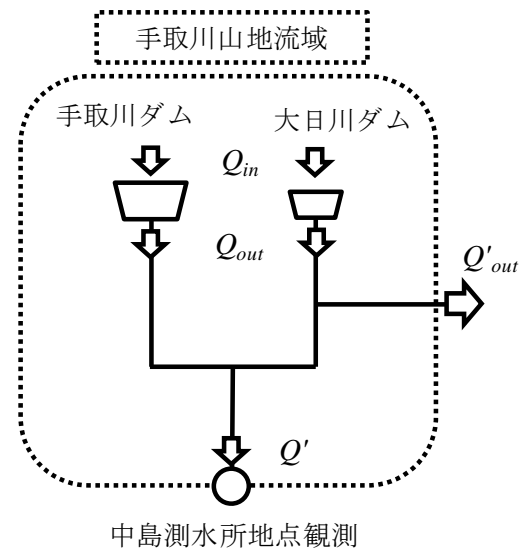 手取川山地流域
手取川ダム
大日川ダム
Q_in
Q_out
Q'_out
Q'
中島測水所地点観測